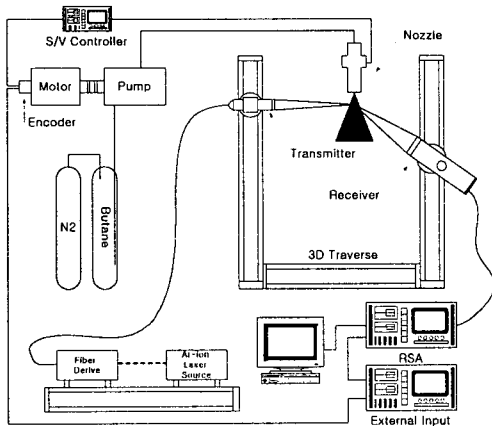 S/V Controller
Nozzle
Motor
Pump
Encoder
Transmitter
N2
Butane
Receiver
3D Traverse
Fiber
Derive
Ar-Ion
Laser
Source
RSA
External Input